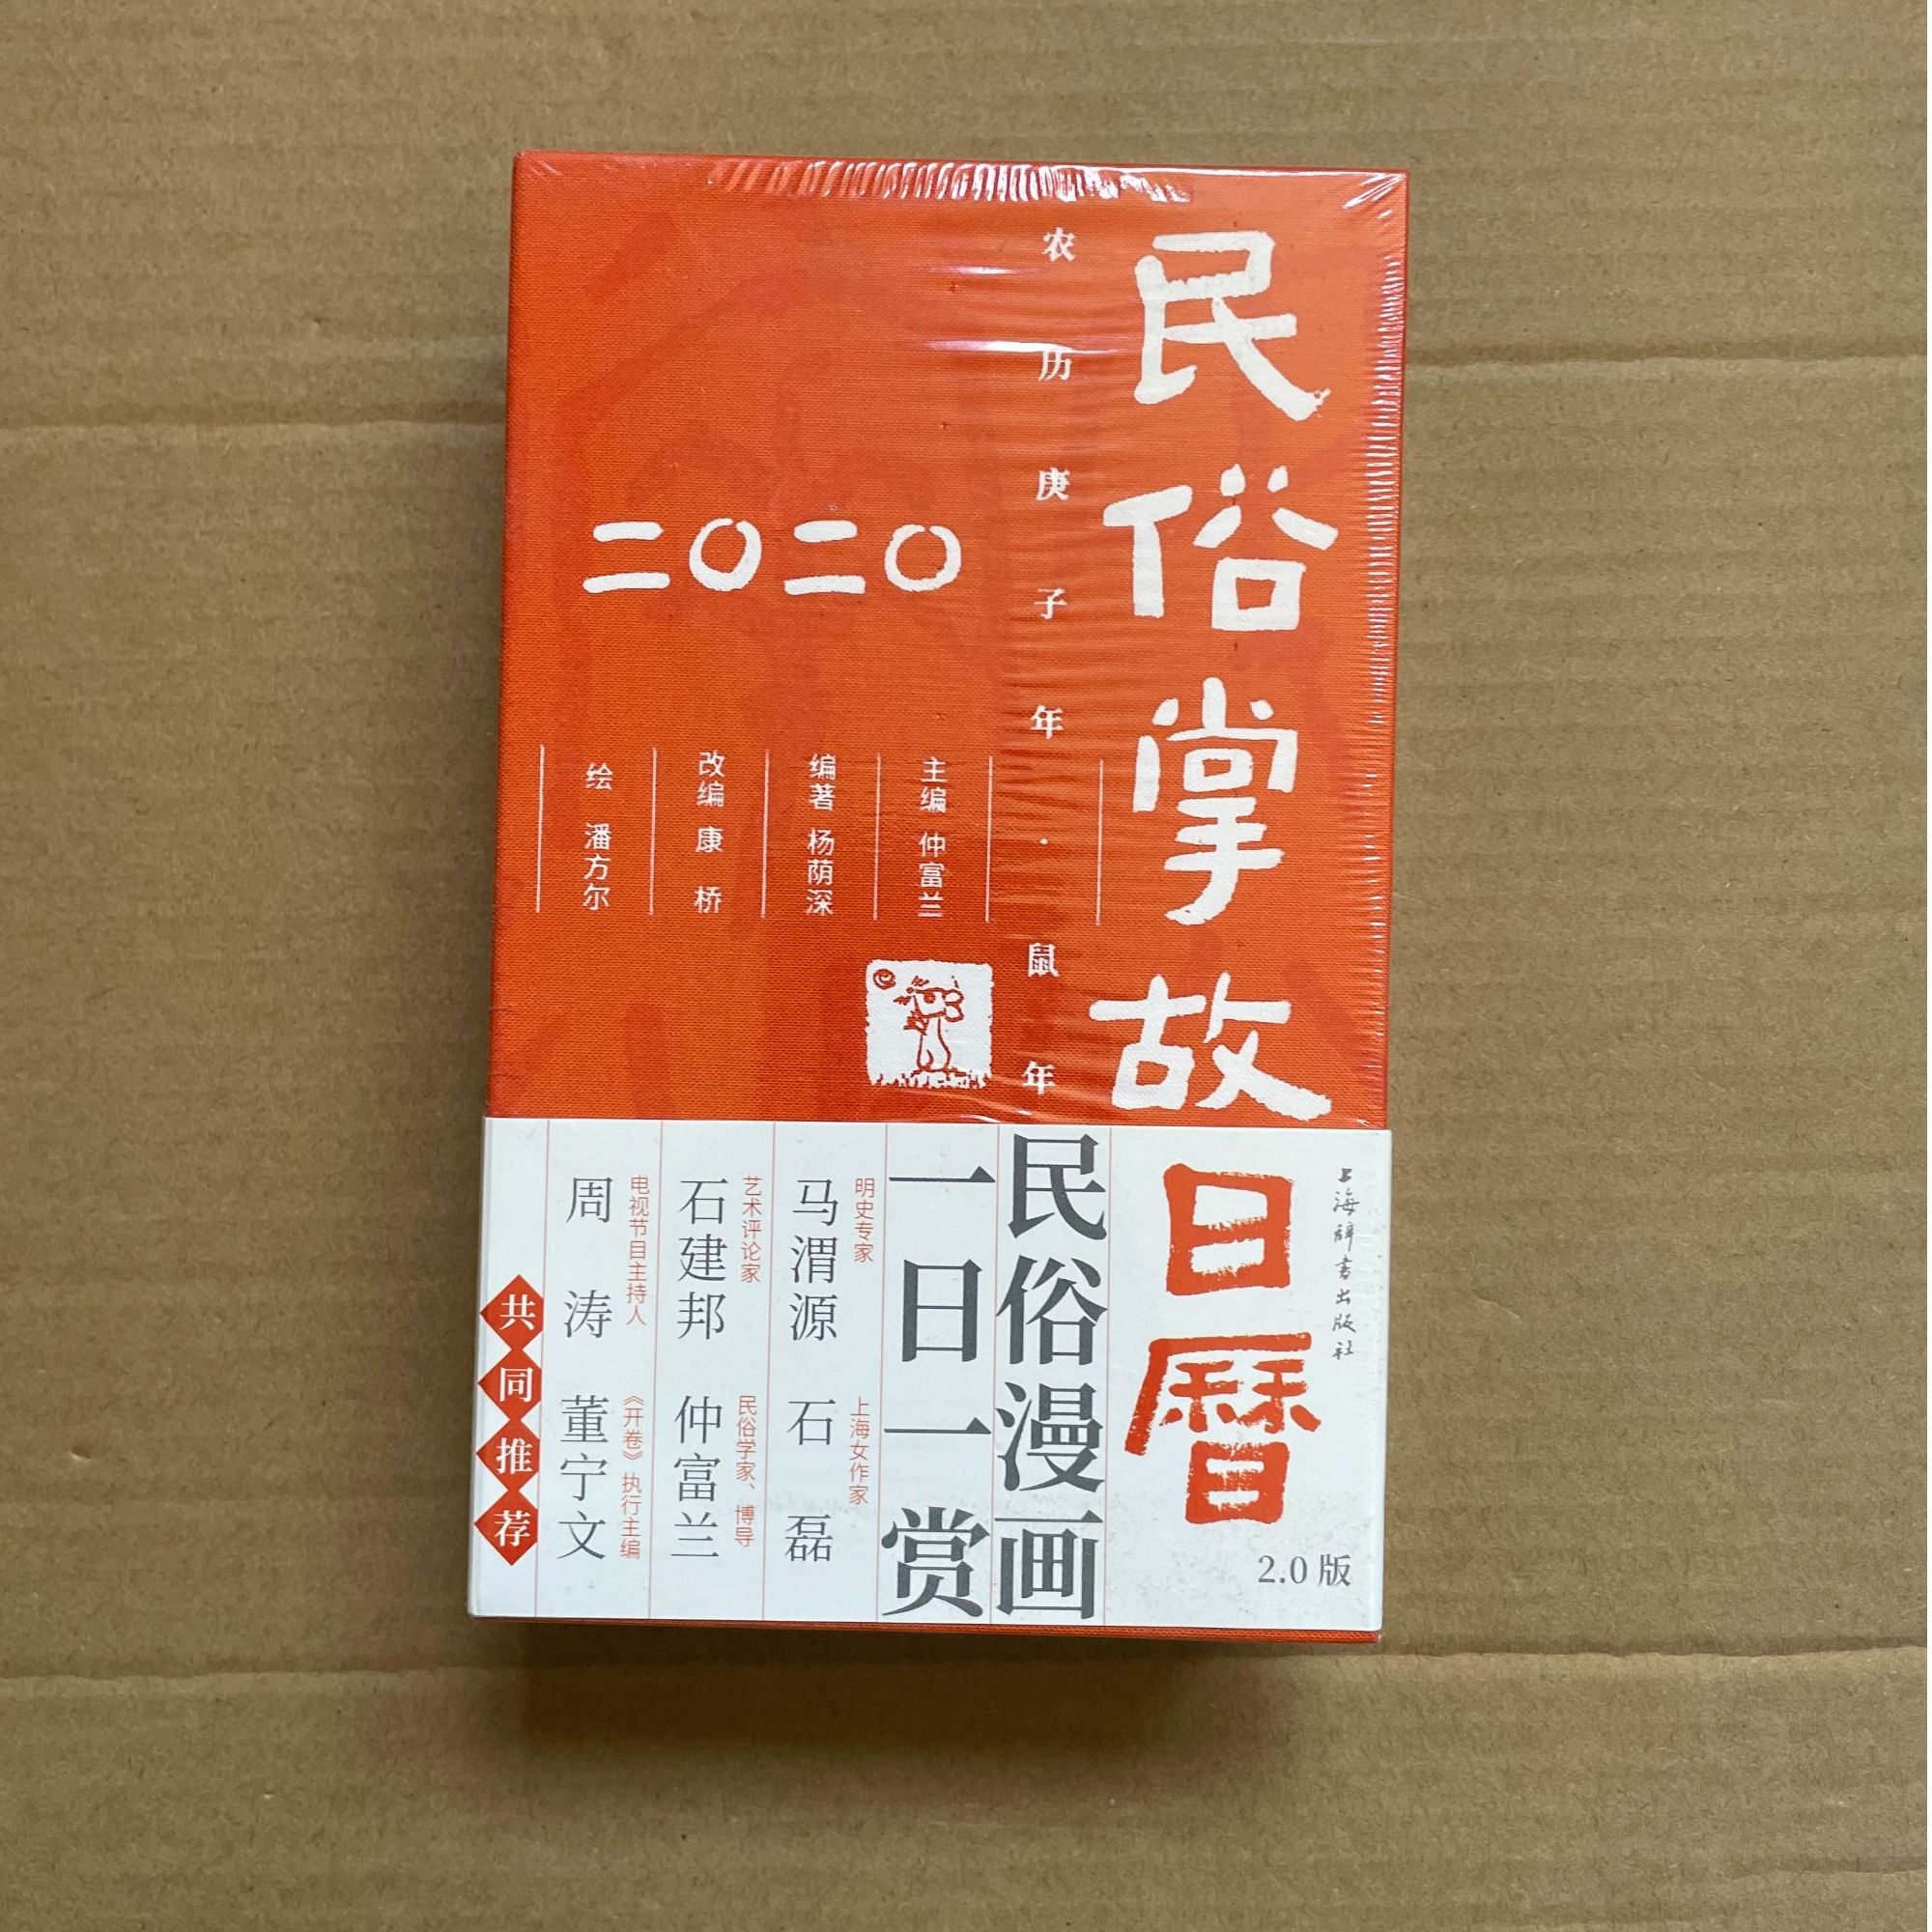 民俗掌故日曆
上海辞书出版社
2.0 版
农历庚子年·鼠年
二〇二〇
主编 仲富兰
编著 杨荫深
改编 康 桥
绘 潘方尔
民俗漫画
一日一赏
明史专家
马渭源
上海女作家
石 磊
艺术评论家
石建邦
民俗学家、博导
仲富兰
电视节目主持人
周 涛
《开卷》执行主编
董宁文
共同推荐